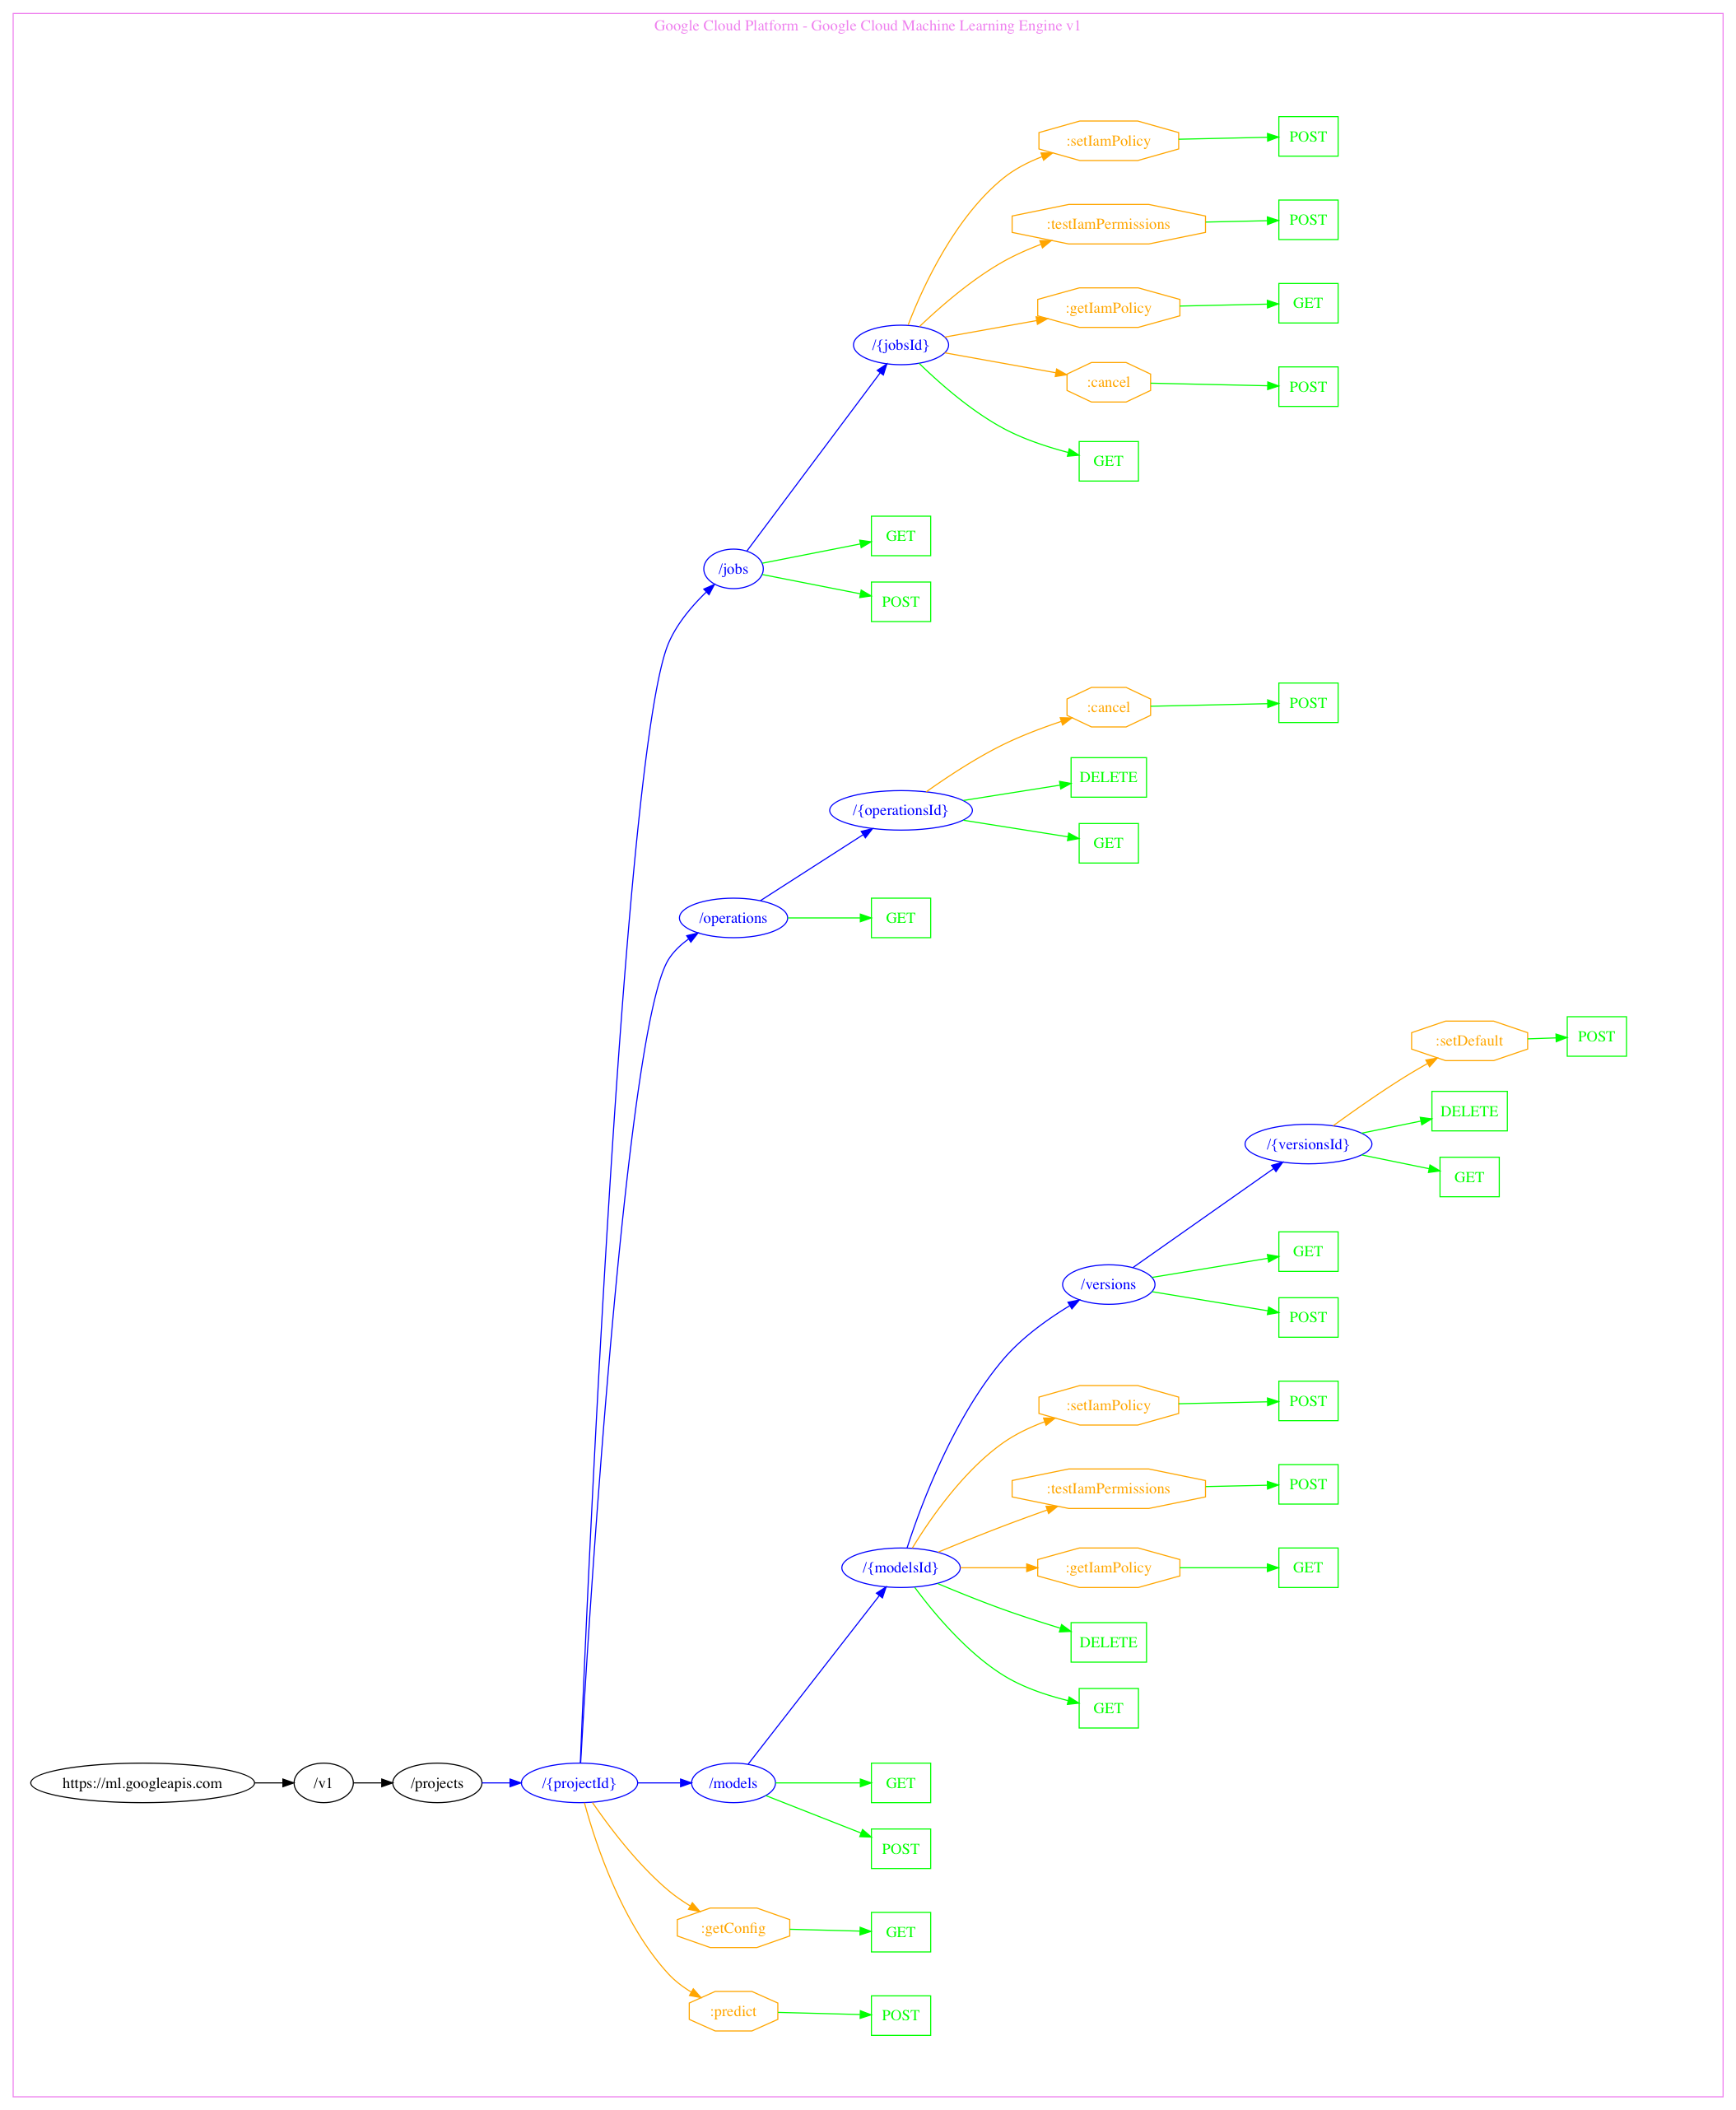 Google Cloud Platform - Google Cloud Machine Learning Engine v1
:setIamPolicy
POST
:testIamPermissions
POST
:getIamPolicy
GET
/{jobsId}
:cancel
POST
GET
GET
/jobs
POST
:cancel
POST
DELETE
/{operationsId}
GET
/operations
GET
:setDefault
POST
DELETE
/{versionsId}
GET
GET
/versions
POST
:setIamPolicy
POST
:testIamPermissions
POST
/{modelsId}
:getIamPolicy
GET
DELETE
GET
https://ml.googleapis.com
/v1
/projects
/{projectId}
/models
GET
POST
:getConfig
GET
:predict
POST